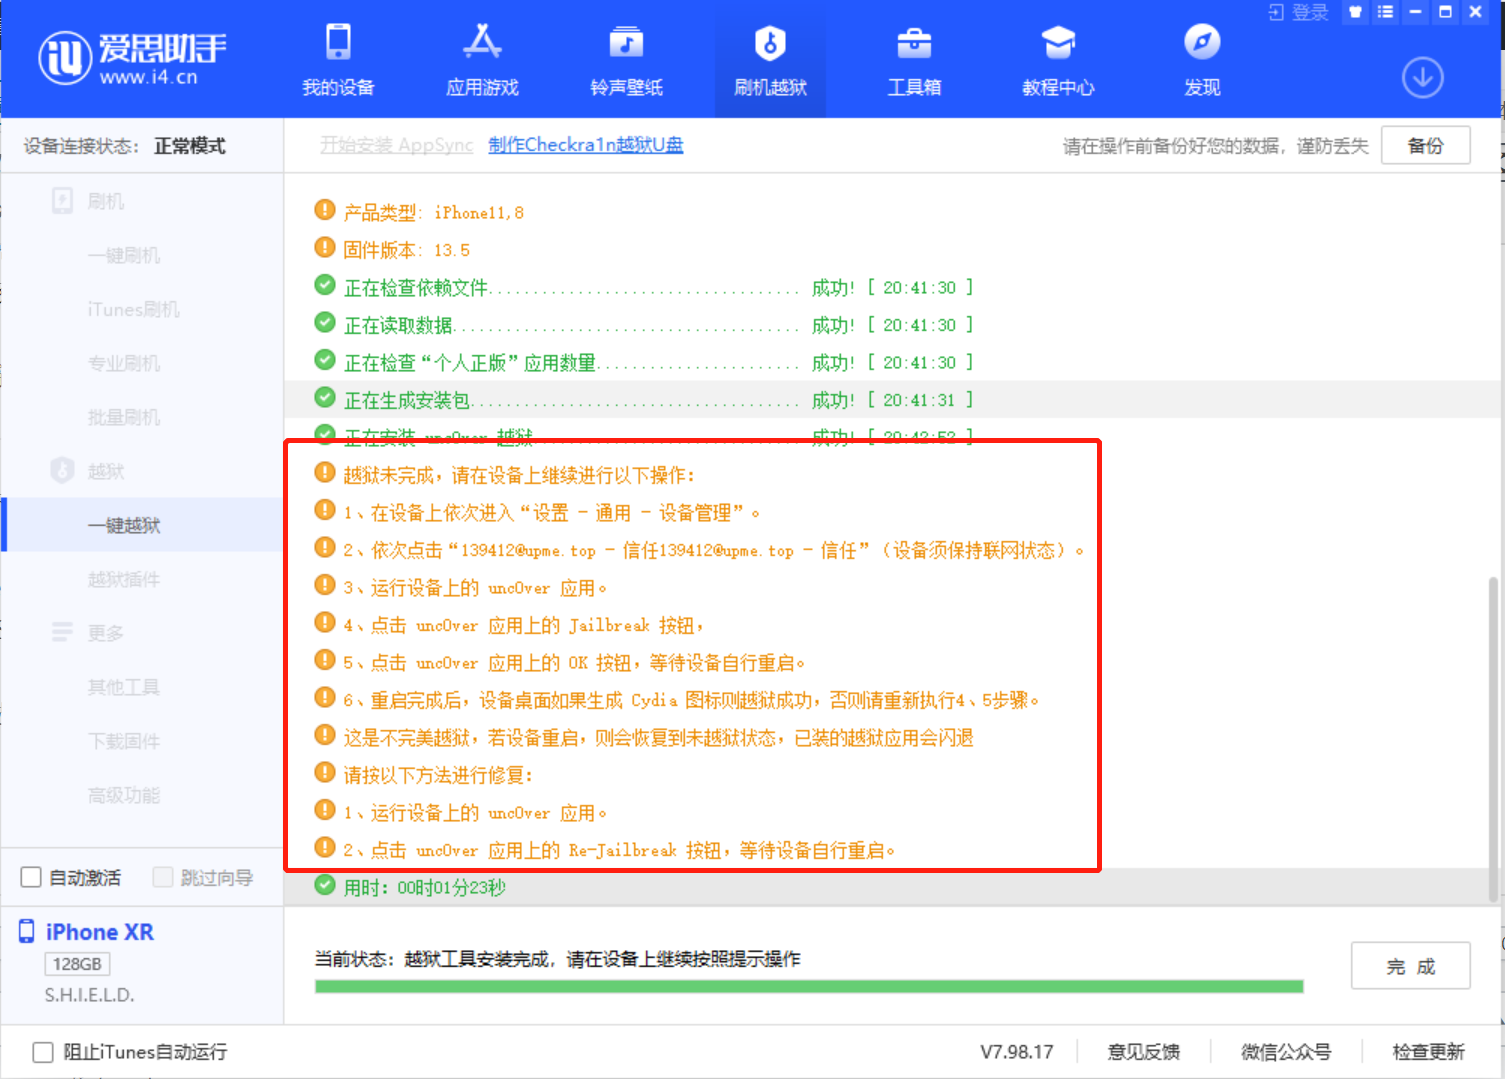 登录
爱思助手
www.i4.cn
我的设备
应用游戏
铃声壁纸
刷机越狱
工具箱
教程中心
发现
设备连接状态： 正常模式
开始安装 AppSync
制作Checkra1n越狱U盘
请在操作前备份好您的数据，谨防丢失
备份
刷机
一键刷机
iTunes刷机
专业刷机
批量刷机
越狱
一键越狱
越狱插件
更多
其他工具
下载固件
高级功能
产品类型: iPhone11,8
固件版本: 13.5
正在检查依赖文件.................................. 成功! [ 20:41:30 ]
正在读取数据...................................... 成功! [ 20:41:30 ]
正在检查“个人正版”应用数量...................... 成功! [ 20:41:30 ]
正在生成安装包.................................... 成功! [ 20:41:31 ]
正在安装 uncOver 越狱............................. 成功! [ 20:42:52 ]
越狱未完成，请在设备上继续进行以下操作:
1、在设备上依次进入“设置 - 通用 - 设备管理”。
2、依次点击“139412@upme.top - 信任139412@upme.top - 信任”（设备须保持联网状态）。
3、运行设备上的 uncOver 应用。
4、点击 uncOver 应用上的 Jailbreak 按钮，
5、点击 uncOver 应用上的 OK 按钮，等待设备自行重启。
6、重启完成后，设备桌面如果生成 Cydia 图标则越狱成功，否则请重新执行4、5步骤。
这是不完美越狱，若设备重启，则会恢复到未越狱状态，已装的越狱应用会闪退
请按以下方法进行修复:
1、运行设备上的 uncOver 应用。
2、点击 uncOver 应用上的 Re-Jailbreak 按钮，等待设备自行重启。
用时: 00时01分23秒
自动激活
跳过向导
iPhone XR
128GB
S.H.I.E.L.D.
当前状态：越狱工具安装完成，请在设备上继续按照提示操作
完 成
阻止iTunes自动运行
V7.98.17
意见反馈
微信公众号
检查更新